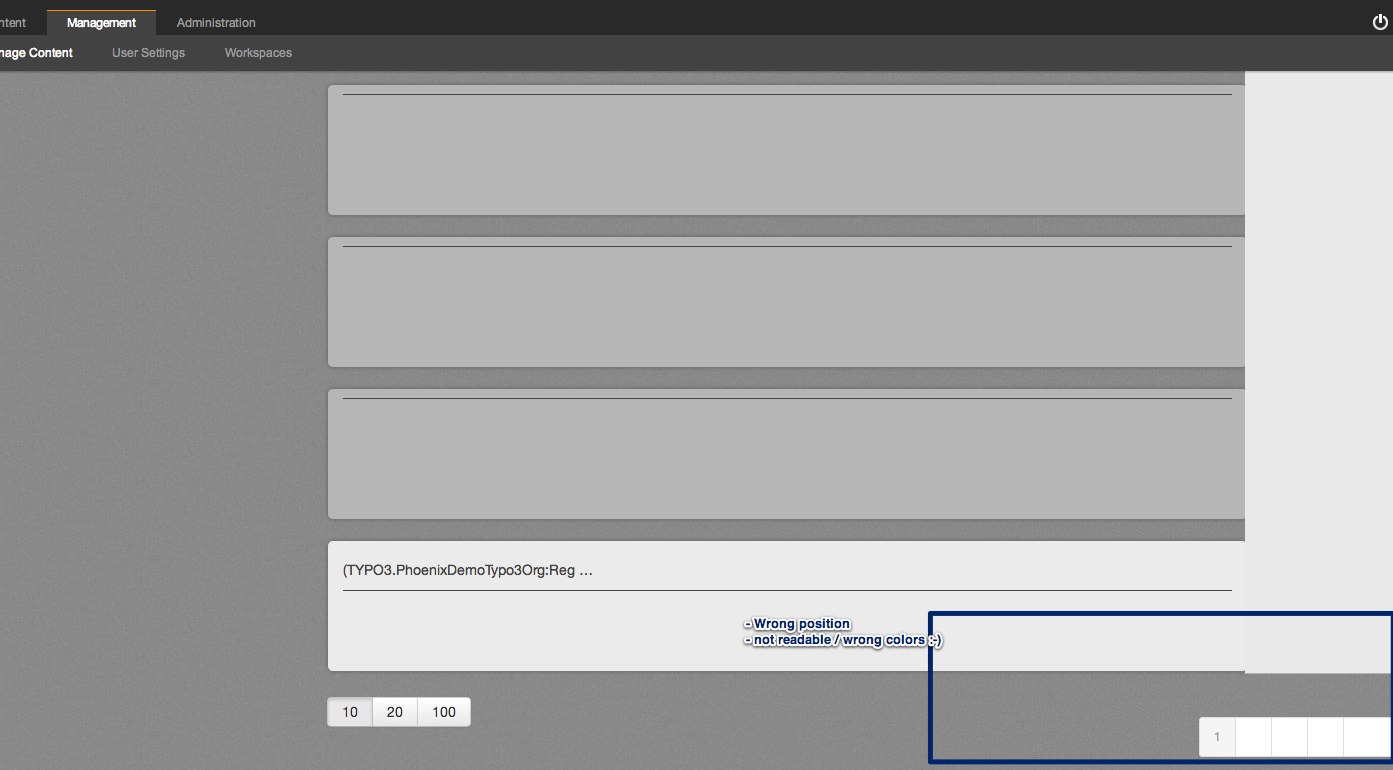 ntent Management Administration
nage Content User Settings Workspaces
(TYPO3.PhoenixDemoTypo3Org:Reg ...
- Wrong position
- not readable / wrong colors :-)
10 20 100
1